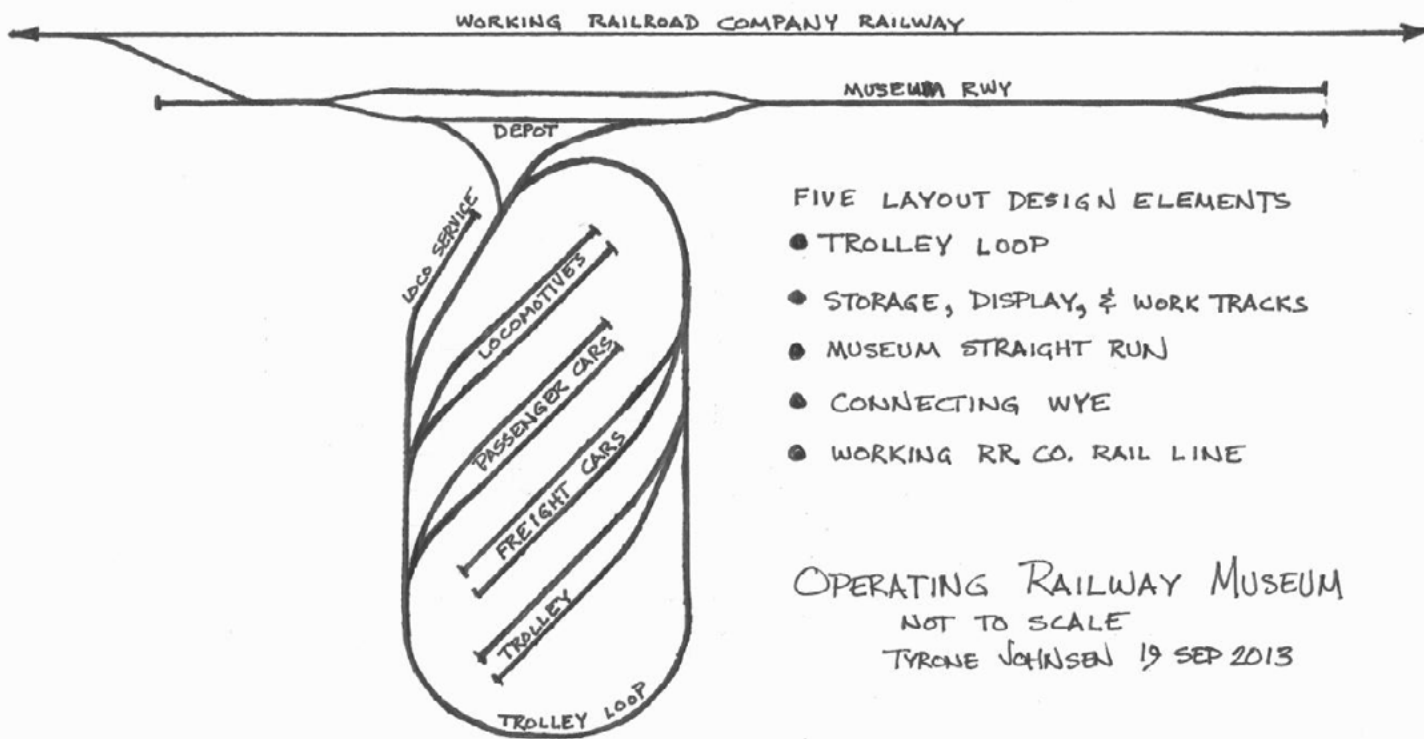 WORKING RAILROAD COMPANY RAILWAY
MUSEUM RWY
DEPOT
LOCO SERVICE
LOCOMOTIVES
PASSENGER CARS
FREIGHT CARS
TROLLEY
TROLLEY LOOP
FIVE LAYOUT DESIGN ELEMENTS
• TROLLEY LOOP
• STORAGE, DISPLAY, & WORK TRACKS
• MUSEUM STRAIGHT RUN
• CONNECTING WYE
• WORKING RR. CO. RAIL LINE
OPERATING RAILWAY MUSEUM
NOT TO SCALE
TYRONE JOHNSEN 19 SEP 2013